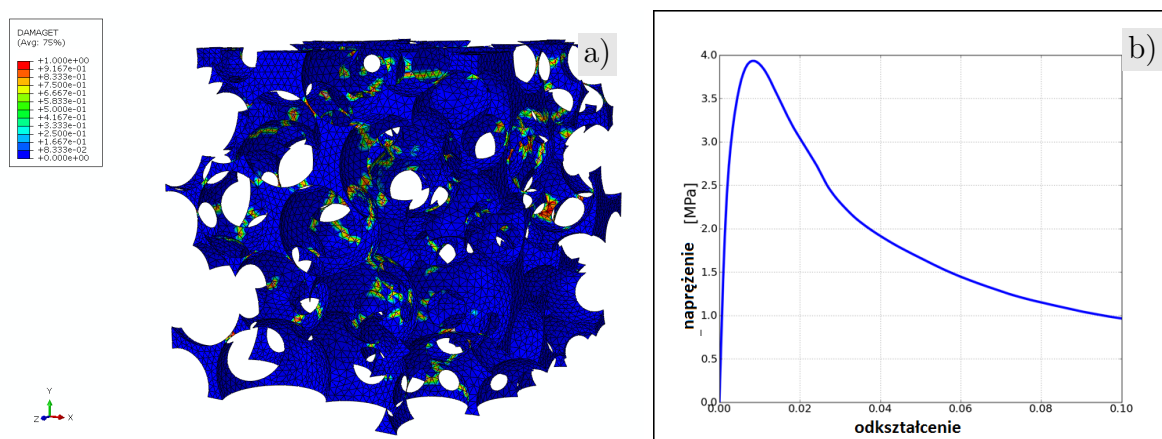 DAMAGET
(Avg: 75%)
+1.000e+00
+9.167e-01
+8.333e-01
+7.500e-01
+6.667e-01
+5.833e-01
+5.000e-01
+4.167e-01
+3.333e-01
+2.500e-01
+1.667e-01
+8.333e-02
+0.000e+00
a)
Y
Z
X
b)
4.0
3.5
3.0
2.5
2.0
1.5
1.0
0.5
0.0
naprężenie [MPa]
0.00
0.02
0.04
0.06
0.08
0.10
odkształcenie